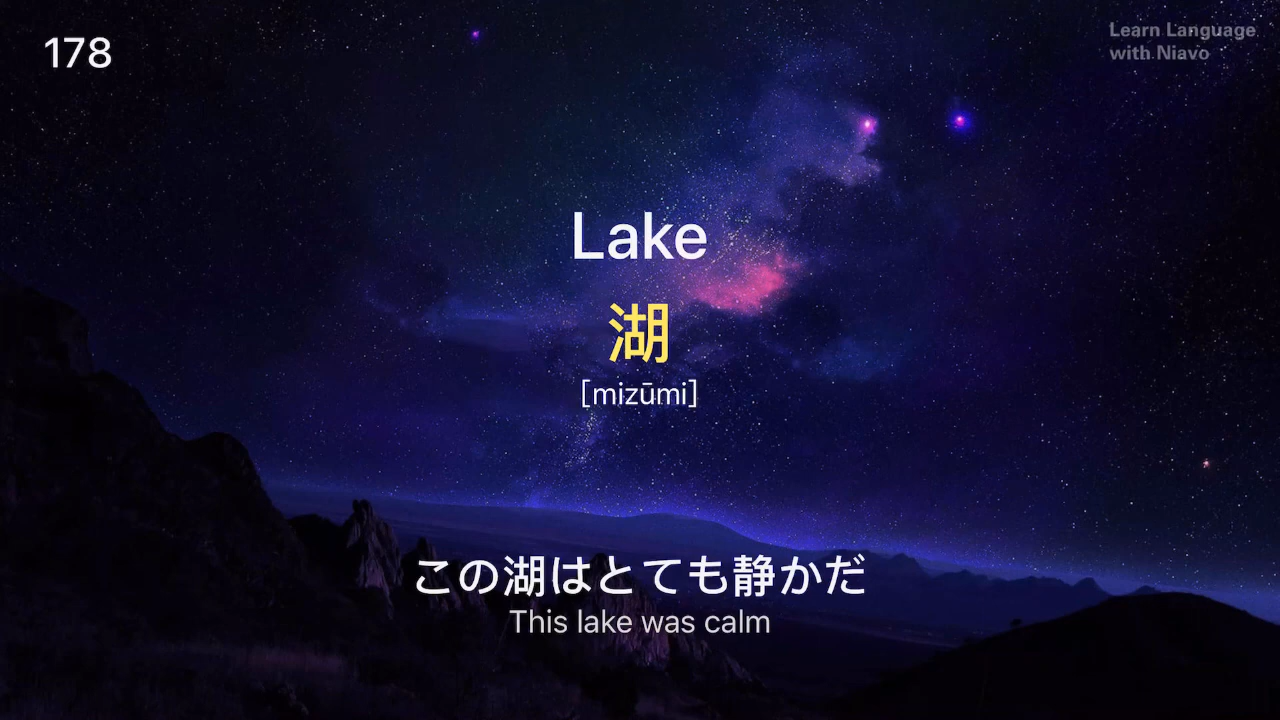 178
Learn Language
with Niavo
Lake
湖
[mizūmi]
この湖はとても静かだ
This lake was calm